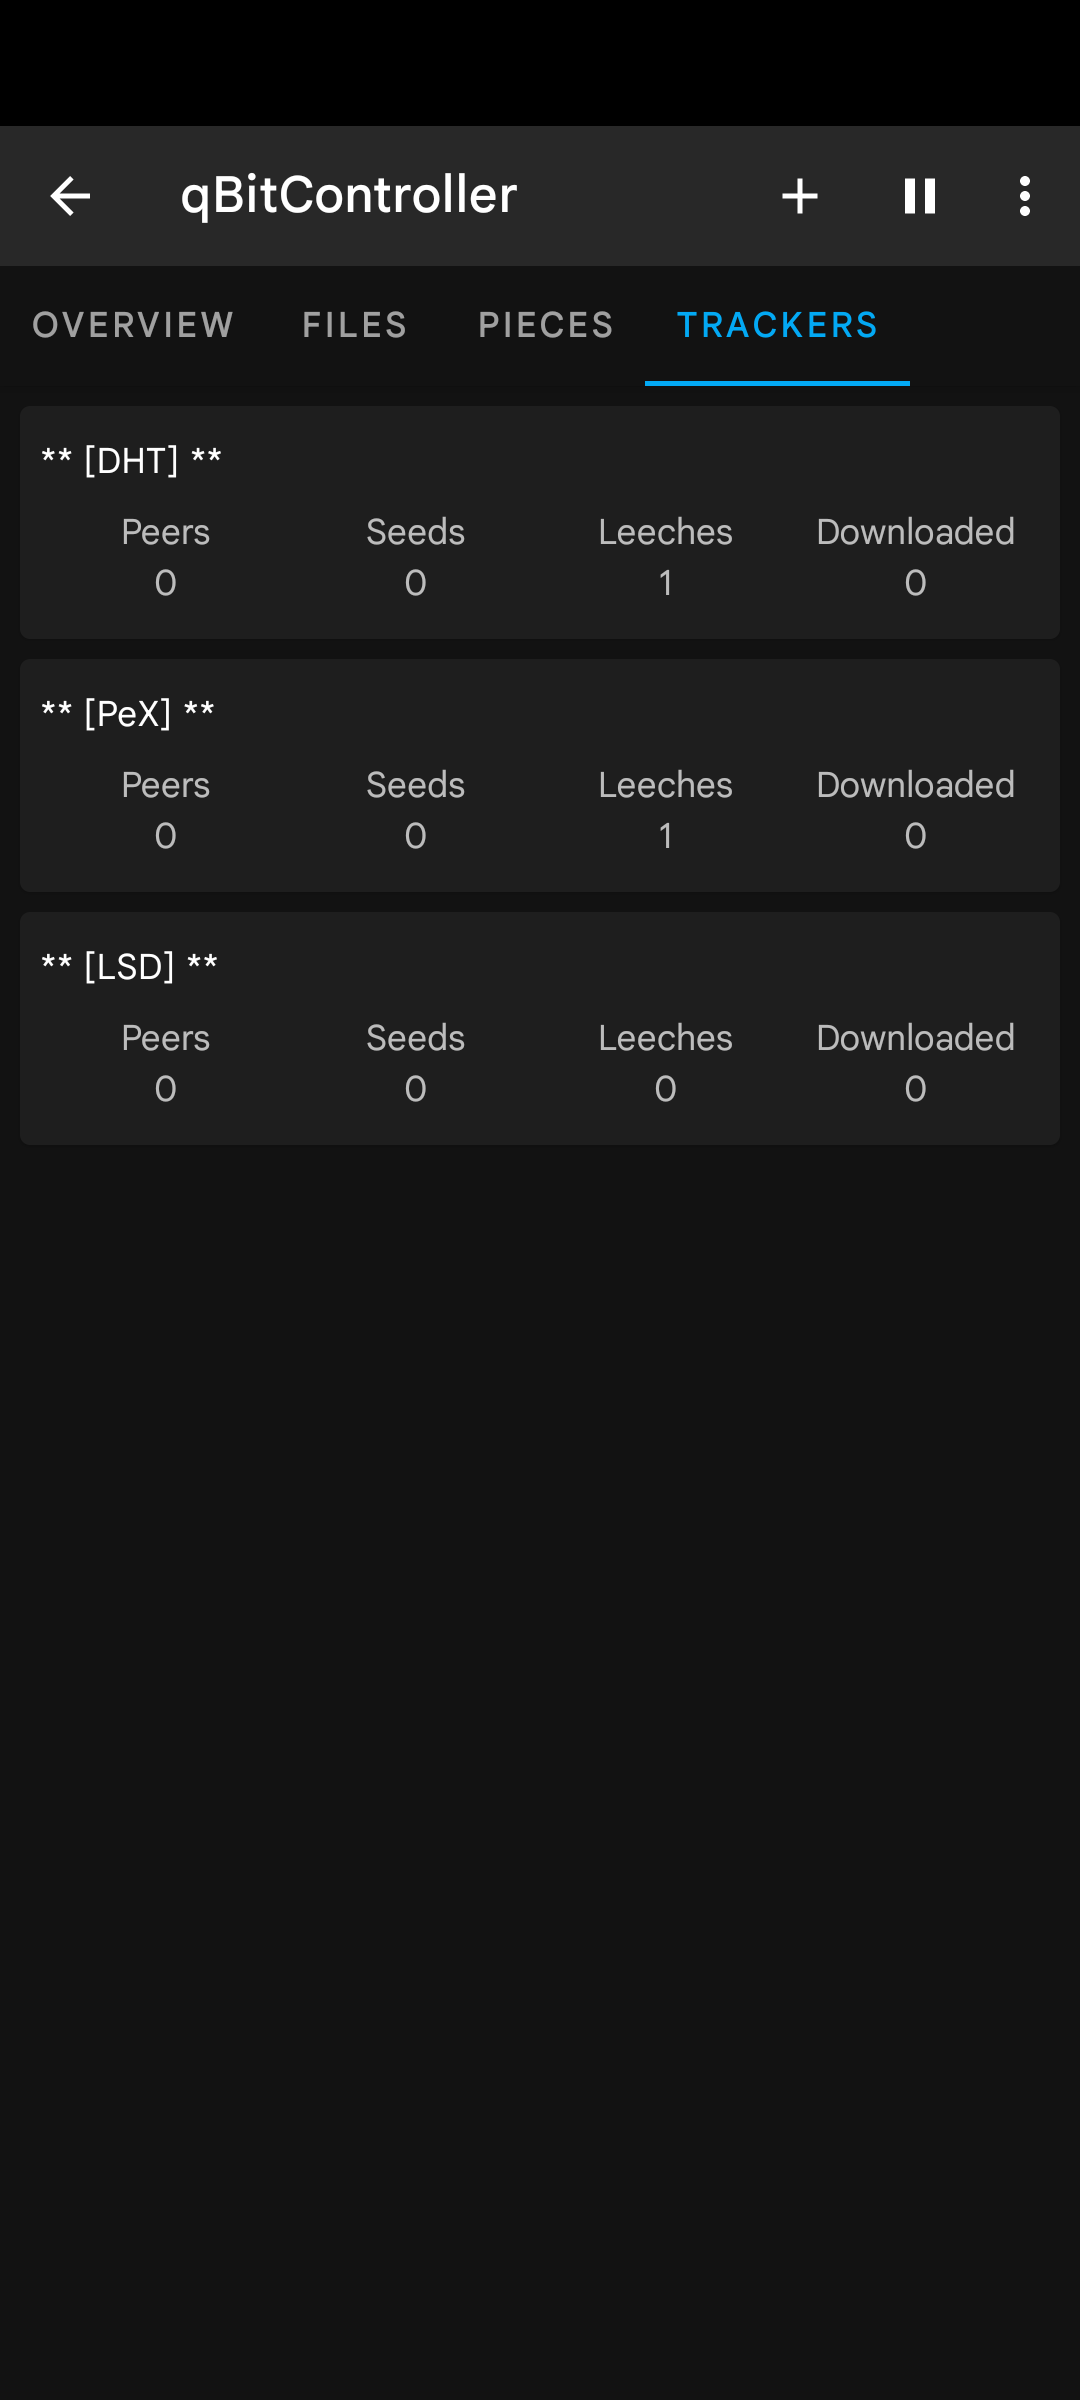 qBitController
OVERVIEW FILES PIECES TRACKERS
** [DHT] **
Peers Seeds Leeches Downloaded
0 0 1 0
** [PeX] **
Peers Seeds Leeches Downloaded
0 0 1 0
** [LSD] **
Peers Seeds Leeches Downloaded
0 0 0 0